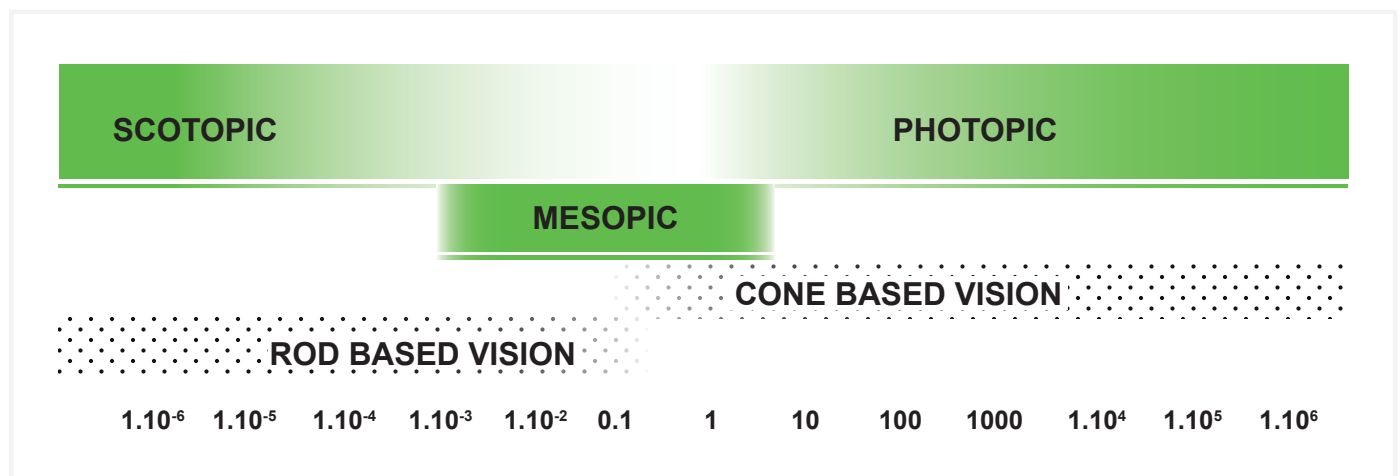 SCOTOPIC PHOTOPIC
MESOPIC
CONE BASED VISION
ROD BASED VISION
1.10⁻⁶ 1.10⁻⁵ 1.10⁻⁴ 1.10⁻³ 1.10⁻² 0.1 1 10 100 1000 1.10⁴ 1.10⁵ 1.10⁶